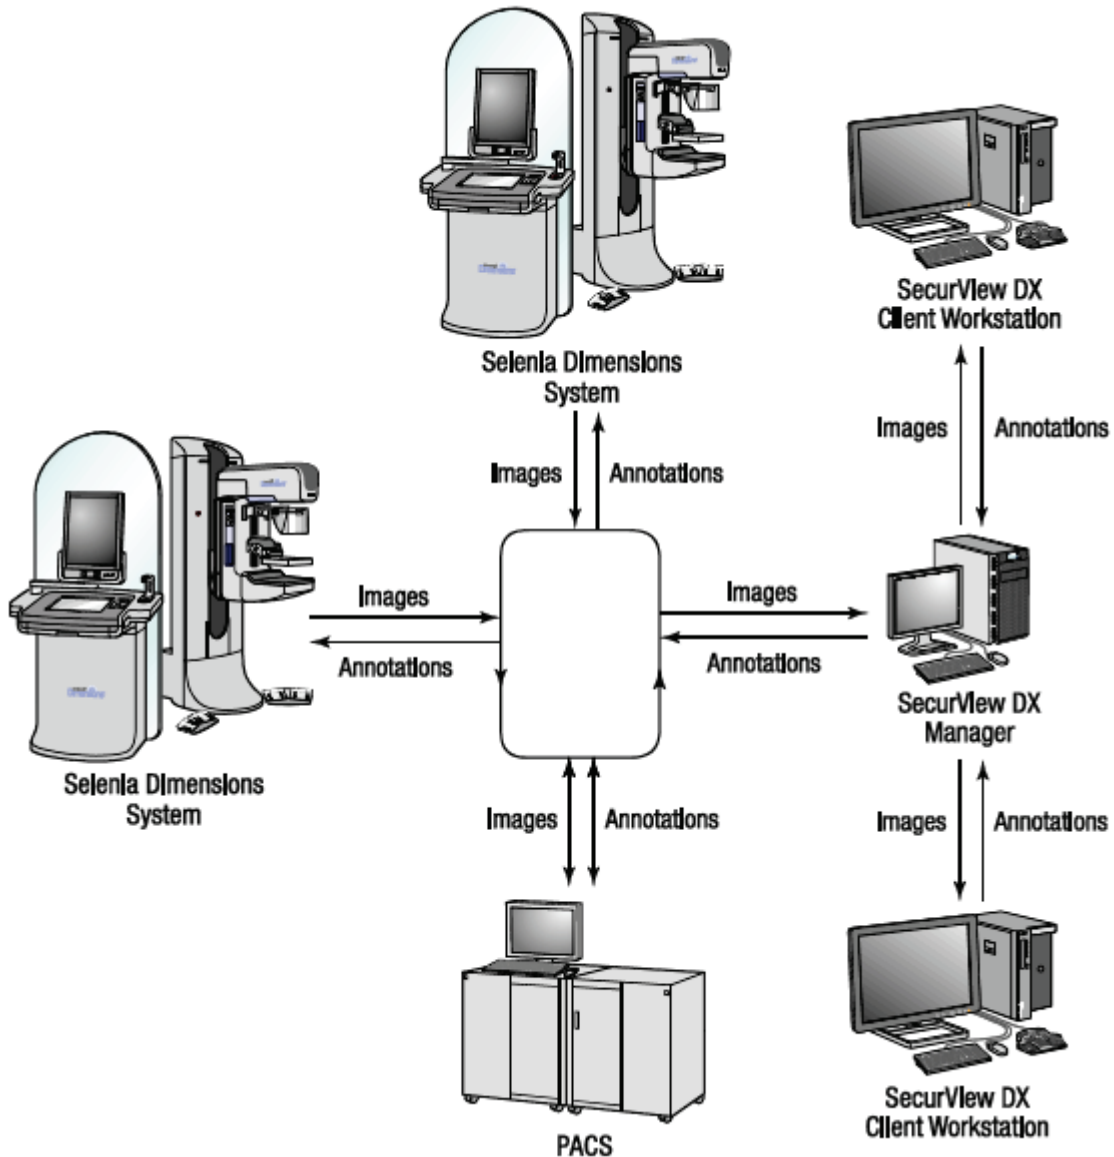 SecurView DX
Client Workstation
Selenia Dimensions
System
Images
Annotations
Images
Annotations
Images
Annotations
Images
Annotations
SecurView DX
Manager
Selenia Dimensions
System
Images
Annotations
Images
Annotations
SecurView DX
Client Workstation
PACS